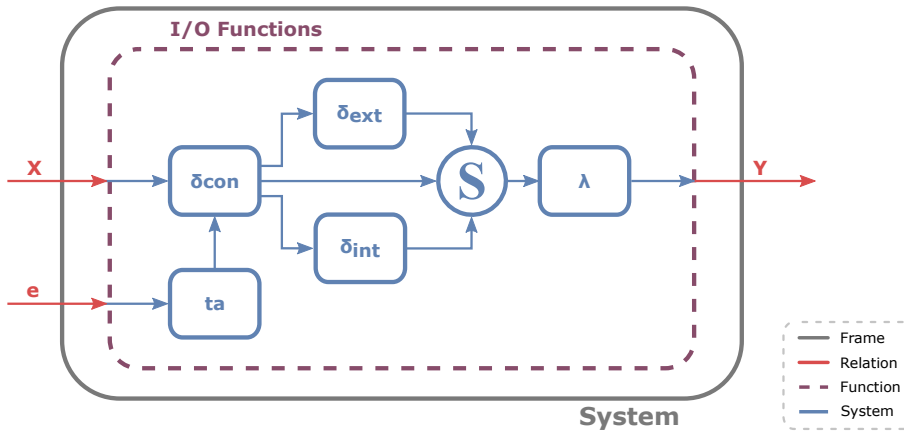 I/O Functions
δext
X
δcon
S
λ
Y
δint
e
ta
System
Frame
Relation
Function
System